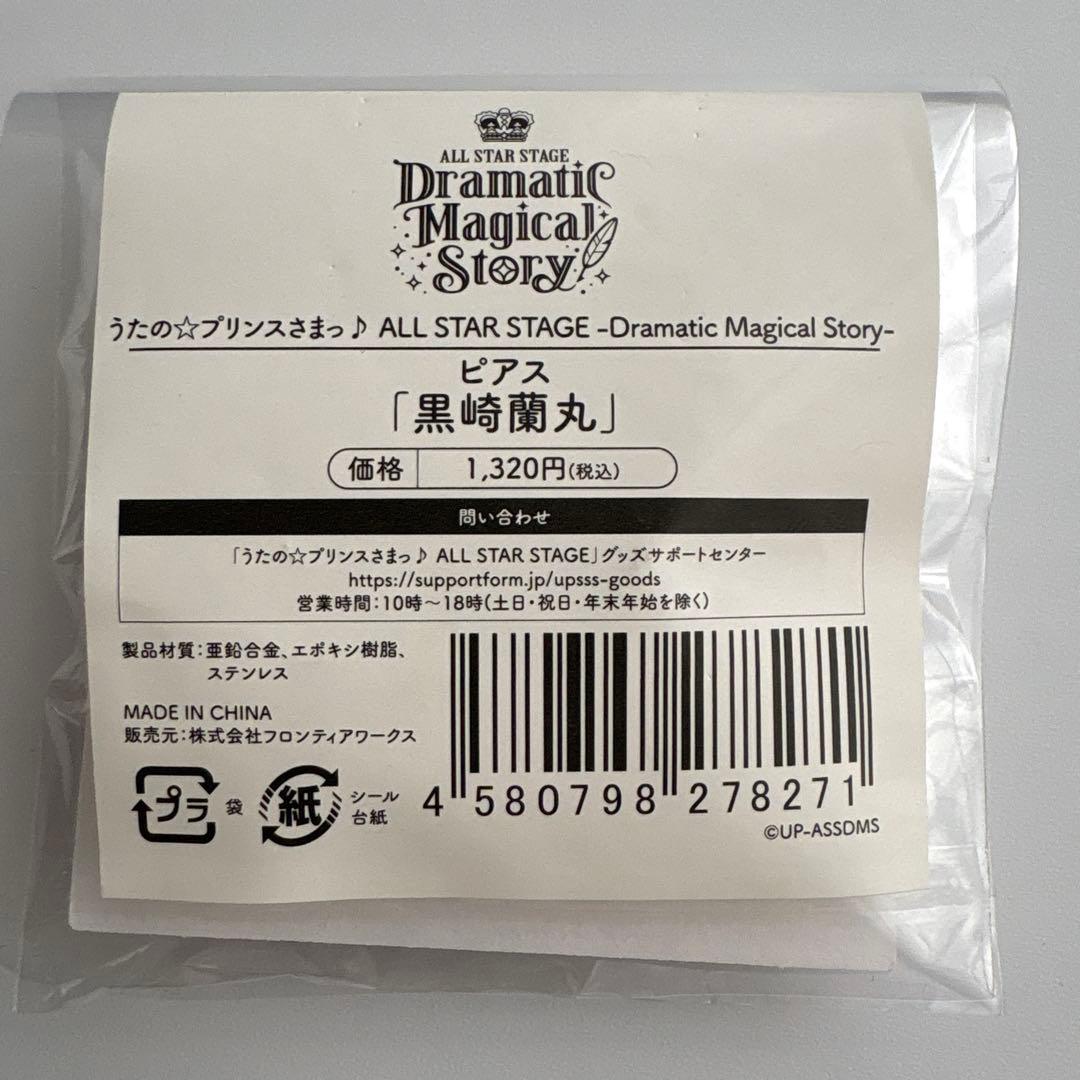 ALL STAR STAGE
Dramatic
Magical
Story
うたの☆プリンスさまっ♪ ALL STAR STAGE -Dramatic Magical Story-
ピアス
「黒崎蘭丸」
価格 1,320円(税込)
問い合わせ
「うたの☆プリンスさまっ♪ ALL STAR STAGE」グッズサポートセンター
https://supportform.jp/upsss-goods
営業時間:10時～18時(土日・祝日・年末年始を除く)
製品材質:亜鉛合金、エポキシ樹脂、
ステンレス
MADE IN CHINA
販売元:株式会社フロンティアワークス
プラ 袋 紙 シール
台紙
4 580798 278271
©UP-ASSDMS